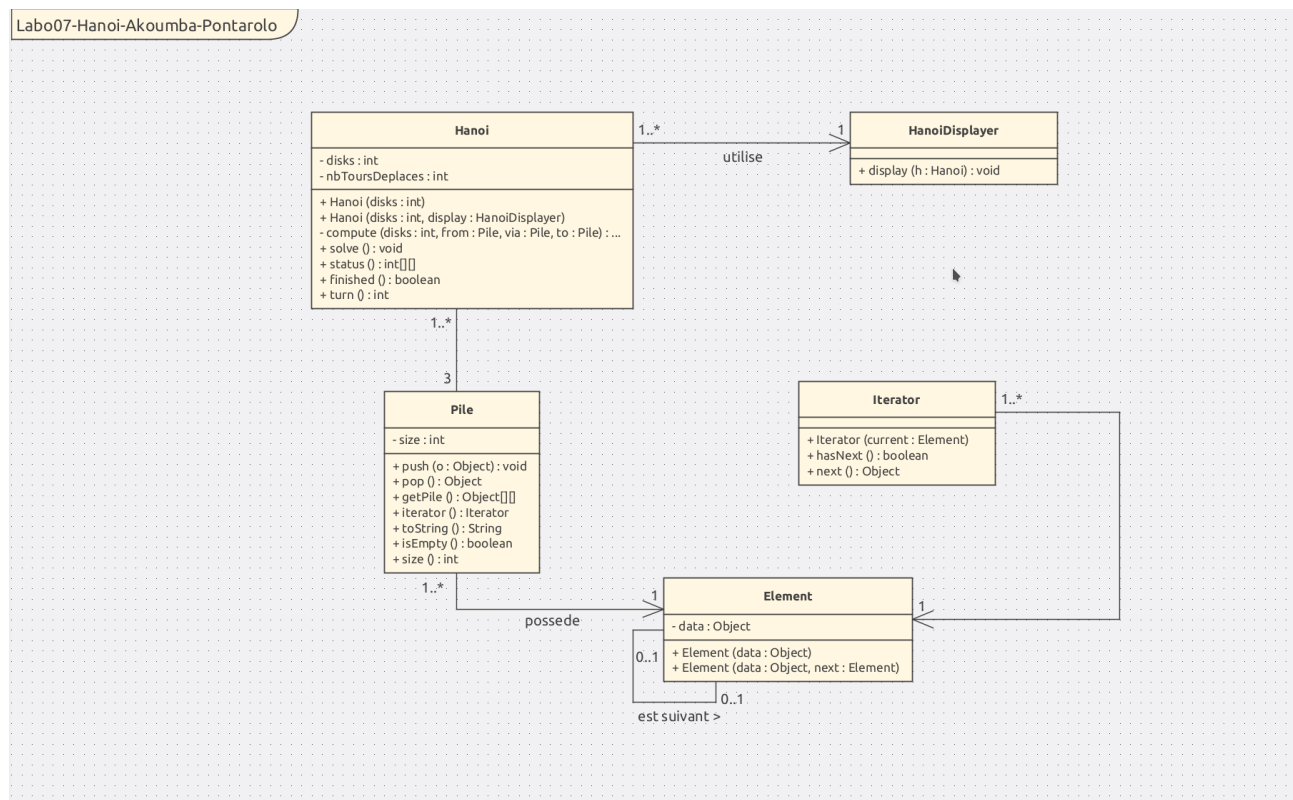 Labo07-Hanoi-Akoumba-Pontarolo
Hanoi
- disks : int
- nbToursDeplaces : int
+ Hanoi (disks : int)
+ Hanoi (disks : int, display : HanoiDisplayer)
- compute (disks : int, from : Pile, via : Pile, to : Pile) : ...
+ solve () : void
+ status () : int[][]
+ finished () : boolean
+ turn () : int
1..*
1
utilise
HanoiDisplayer
+ display (h : Hanoi) : void
1..*
3
Pile
- size : int
+ push (o : Object) : void
+ pop () : Object
+ getPile () : Object[][]
+ iterator () : Iterator
+ toString () : String
+ isEmpty () : boolean
+ size () : int
Iterator
+ Iterator (current : Element)
+ hasNext () : boolean
+ next () : Object
1..*
1
1..*
1
possede
Element
- data : Object
+ Element (data : Object)
+ Element (data : Object, next : Element)
0..1
0..1
est suivant >